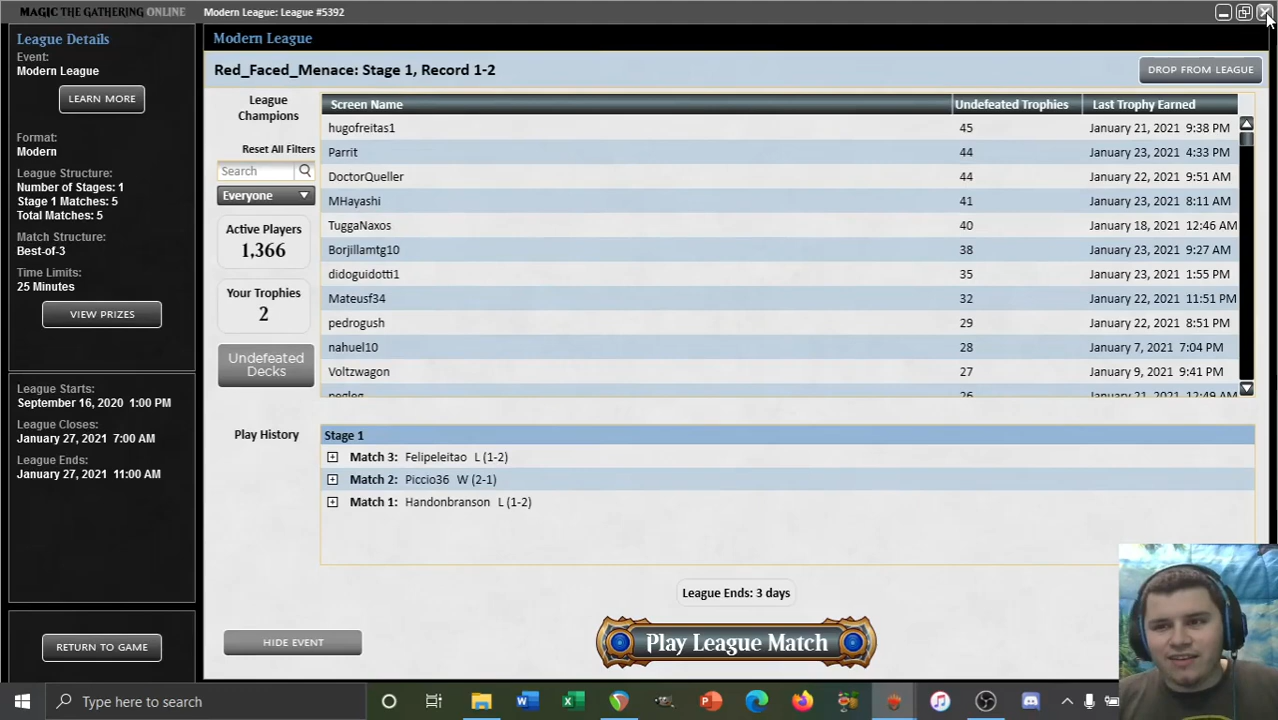 MAGIC THE GATHERING ONLINE
Modern League: League #5392
League Details
Event:
Modern League
LEARN MORE
Format:
Modern
League Structure:
Number of Stages: 1
Stage 1 Matches: 5
Total Matches: 5
Match Structure:
Best-of-3
Time Limits:
25 Minutes
VIEW PRIZES
League Starts:
September 16, 2020 1:00 PM
League Closes:
January 27, 2021 7:00 AM
League Ends:
January 27, 2021 11:00 AM
RETURN TO GAME
Modern League
Red_Faced_Menace: Stage 1, Record 1-2
DROP FROM LEAGUE
League Champions
Reset All Filters
Search
Everyone
Active Players
1,366
Your Trophies
2
Undefeated Decks
Screen Name Undefeated Trophies Last Trophy Earned
hugofreitas1 45 January 21, 2021 9:38 PM
Parrit 44 January 23, 2021 4:33 PM
DoctorQueller 44 January 22, 2021 9:51 AM
MHayashi 41 January 23, 2021 8:11 AM
TuggaNaxos 40 January 18, 2021 12:46 AM
Borjillamtg10 38 January 23, 2021 9:27 AM
didoguidotti1 35 January 23, 2021 1:55 PM
Mateusf34 32 January 22, 2021 11:51 PM
pedrogush 29 January 22, 2021 8:51 PM
nahuel10 28 January 7, 2021 7:04 PM
Voltzwagon 27 January 9, 2021 9:41 PM
pegleg 26 January 21, 2021 12:49 AM
Play History
Stage 1
Match 3: Felipeleitao L (1-2)
Match 2: Piccio36 W (2-1)
Match 1: Handonbranson L (1-2)
League Ends: 3 days
HIDE EVENT
Play League Match
Type here to search